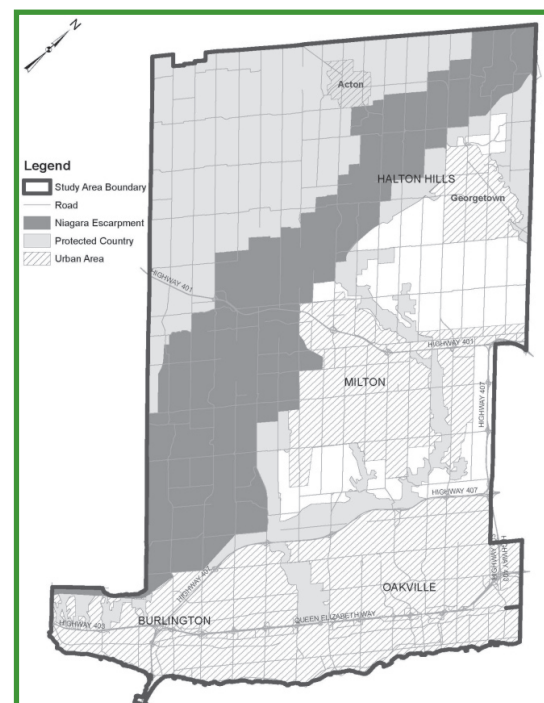 N
Acton
Legend
Study Area Boundary
Road
Niagara Escarpment
Protected Country
Urban Area
HALTON HILLS
Georgetown
HIGHWAY 401
HIGHWAY 401
MILTON
HIGHWAY 407
HIGHWAY 407
HIGHWAY 407
OAKVILLE
HIGHWAY 403
BURLINGTON
QUEEN ELIZABETH WAY
HIGHWAY 403